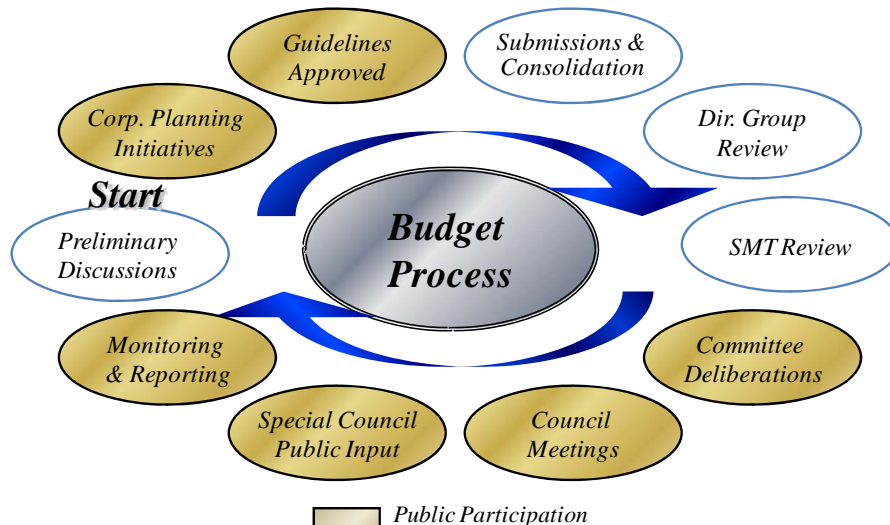 Guidelines
Approved
Submissions &
Consolidation
Corp. Planning
Initiatives
Dir. Group
Review
Start
Preliminary
Discussions
Budget
Process
SMT Review
Monitoring
& Reporting
Committee
Deliberations
Special Council
Public Input
Council
Meetings
Public Participation